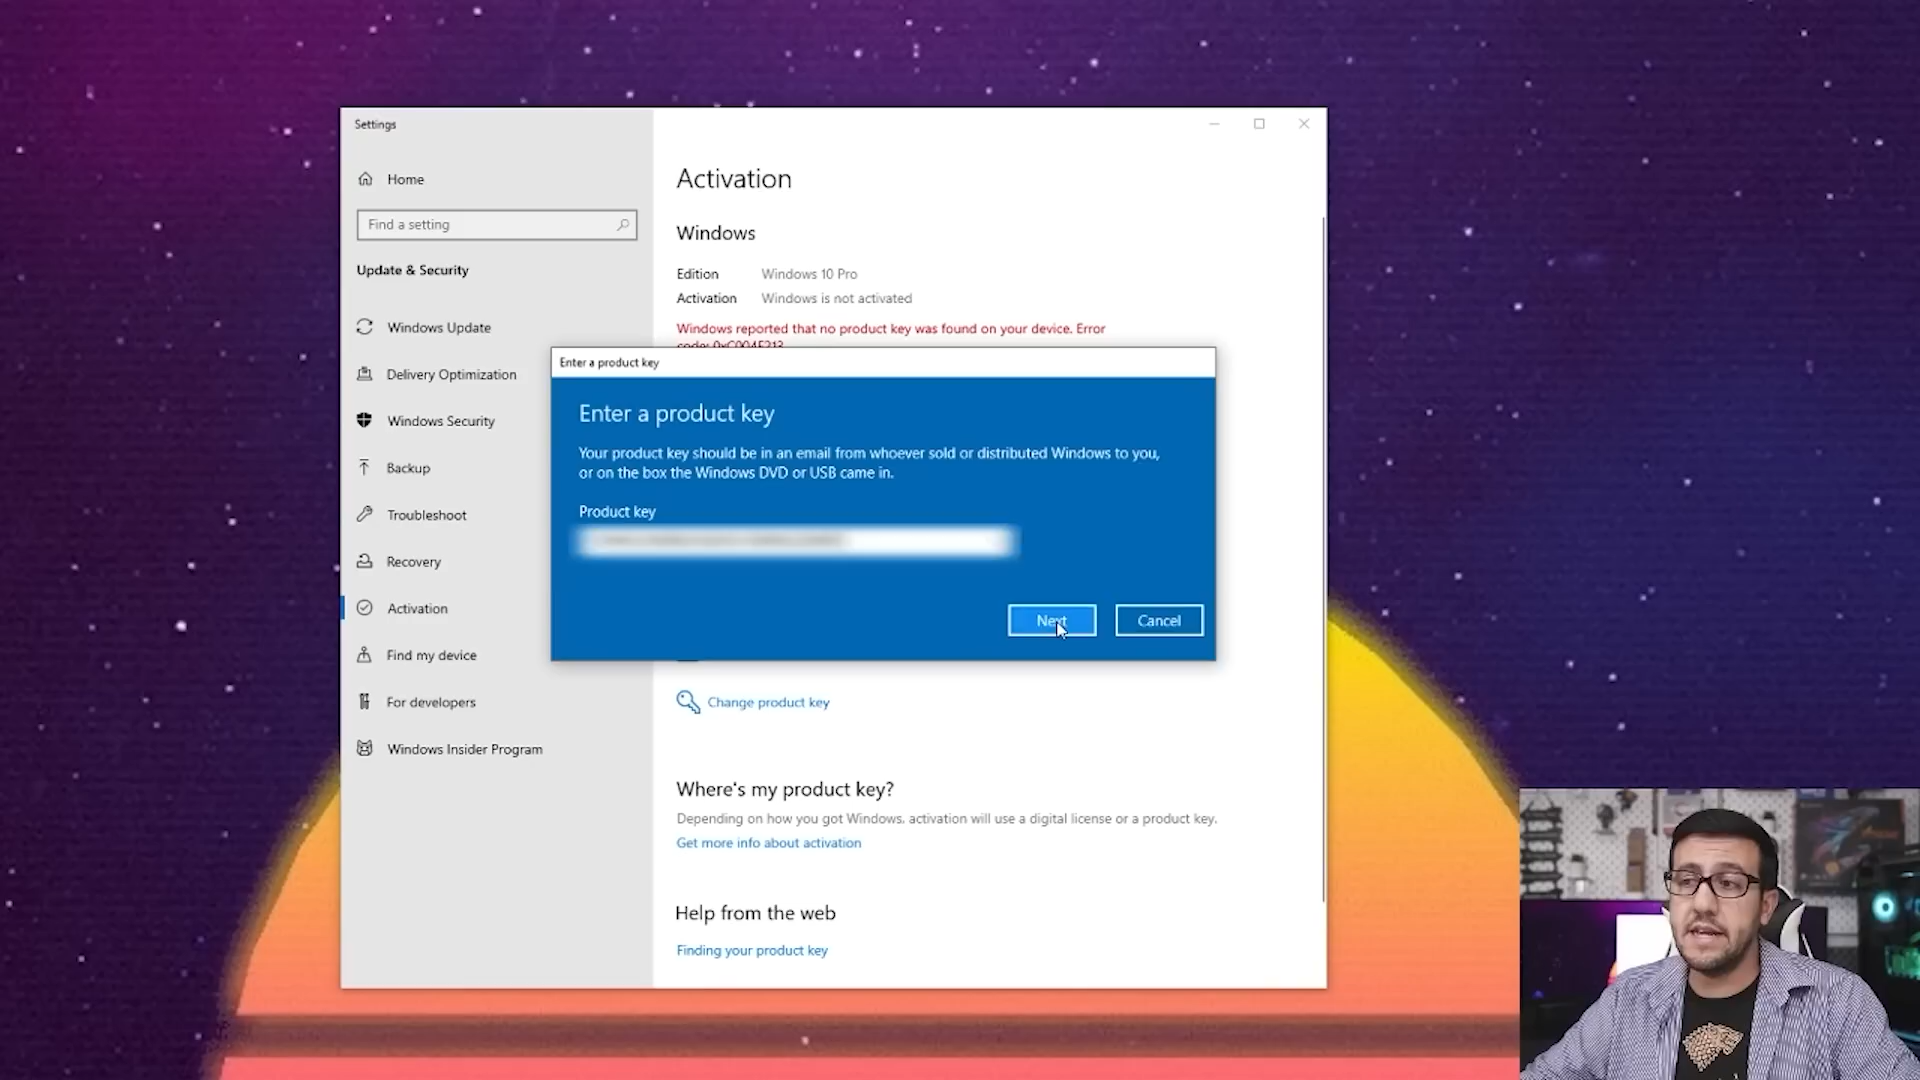 Settings
Home
Find a setting
Update & Security
Windows Update
Delivery Optimization
Windows Security
Backup
Troubleshoot
Recovery
Activation
Find my device
For developers
Windows Insider Program
Activation
Windows
Edition Windows 10 Pro
Activation Windows is not activated
Windows reported that no product key was found on your device. Error
code: 0xC004F213
Enter a product key
Enter a product key
Your product key should be in an email from whoever sold or distributed Windows to you,
or on the box the Windows DVD or USB came in.
Product key
Next Cancel
Change product key
Where's my product key?
Depending on how you got Windows, activation will use a digital license or a product key.
Get more info about activation
Help from the web
Finding your product key